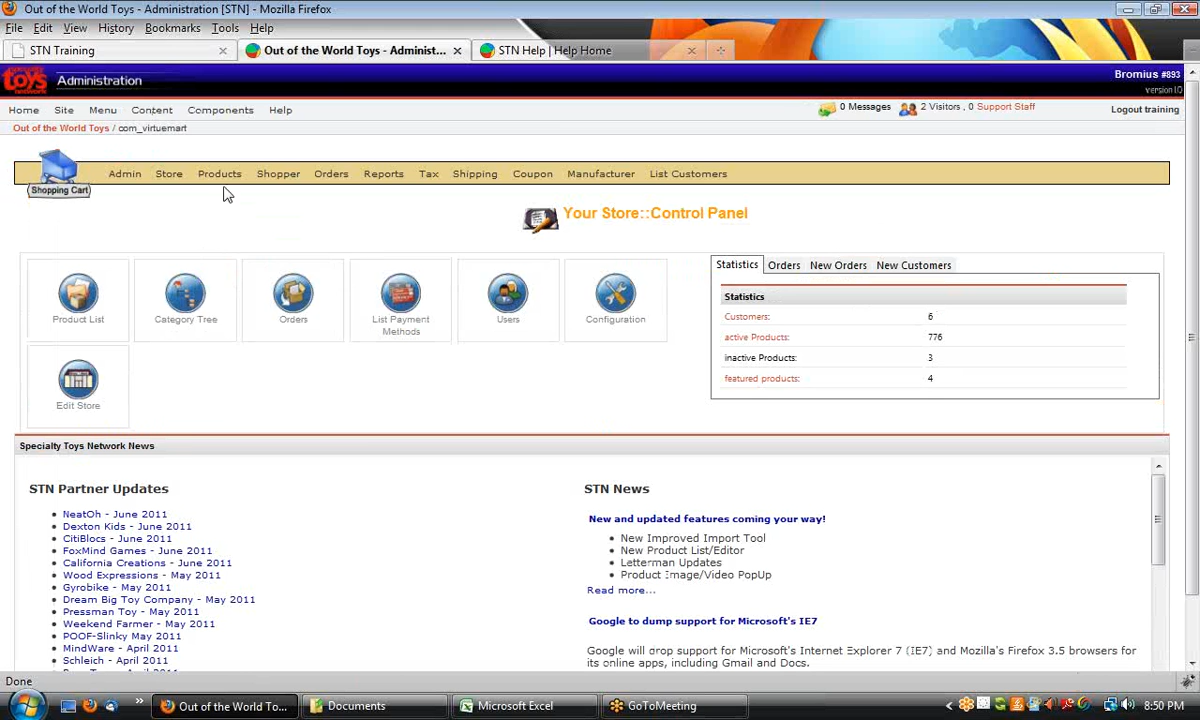 Out of the World Toys - Administration [STN] - Mozilla Firefox
File Edit View History Bookmarks Tools Help
STN Training
Out of the World Toys - Administ...
STN Help | Help Home
toys
Administration
Bromius #893
version 1.0
Home Site Menu Content Components Help
0 Messages 2 Visitors , 0 Support Staff
Logout training
Out of the World Toys / com_virtuemart
Shopping Cart
Admin Store Products Shopper Orders Reports Tax Shipping Coupon Manufacturer List Customers
Your Store::Control Panel
Product List
Category Tree
Orders
List Payment Methods
Users
Configuration
Edit Store
Statistics Orders New Orders New Customers
Statistics
Customers: 6
active Products: 776
inactive Products: 3
featured products: 4
Specialty Toys Network News
STN Partner Updates
NeatOh - June 2011
Dexton Kids - June 2011
CitiBlocs - June 2011
FoxMind Games - June 2011
California Creations - June 2011
Wood Expressions - May 2011
Gyrobike - May 2011
Dream Big Toy Company - May 2011
Pressman Toy - May 2011
Weekend Farmer - May 2011
POOF-Slinky May 2011
MindWare - April 2011
Schleich - April 2011
STN News
New and updated features coming your way!
New Improved Import Tool
New Product List/Editor
Letterman Updates
Product Image/Video PopUp
Read more...
Google to dump support for Microsoft's IE7
Google will drop support for Microsoft's Internet Explorer 7 (IE7) and Mozilla's Firefox 3.5 browsers for
its online apps, including Gmail and Docs.
Done
Out of the World To...
Documents
Microsoft Excel
GoToMeeting
8:50 PM